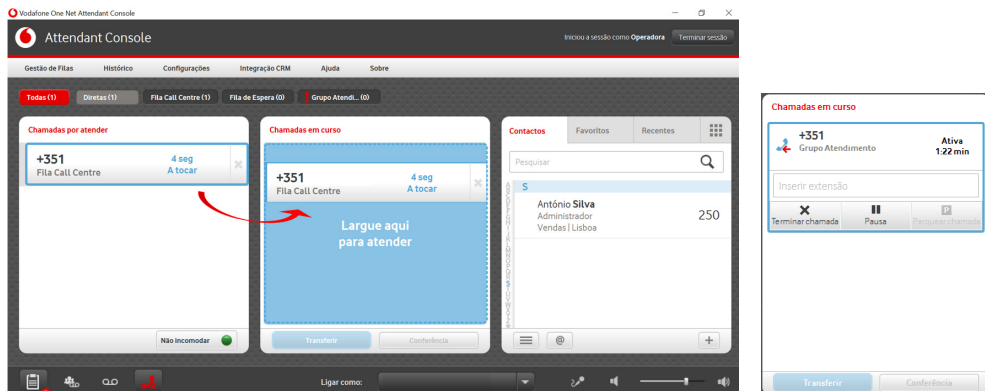 Vodafone One Net Attendant Console
Attendant Console
Iniciou a sessão como Operadora
Terminar sessão
Gestão de Filas
Histórico
Configurações
Integração CRM
Ajuda
Sobre
Todas (1)
Diretas (1)
Fila Call Centre (1)
Fila de Espera (0)
Grupo Atendi... (0)
Chamadas por atender
+351
4 seg
Fila Call Centre
A tocar
Não incomodar
Chamadas em curso
+351
4 seg
Fila Call Centre
A tocar
Largue aqui
para atender
Transferir
Conferência
Contactos
Favoritos
Recentes
Pesquisar
S
António Silva
Administrador
250
Vendas | Lisboa
@
+
Ligar como:
Chamadas em curso
+351
Ativa
Grupo Atendimento
1:22 min
Inserir extensão
Terminar chamada
Pausa
P
Parquear chamada
Transferir
Conferência